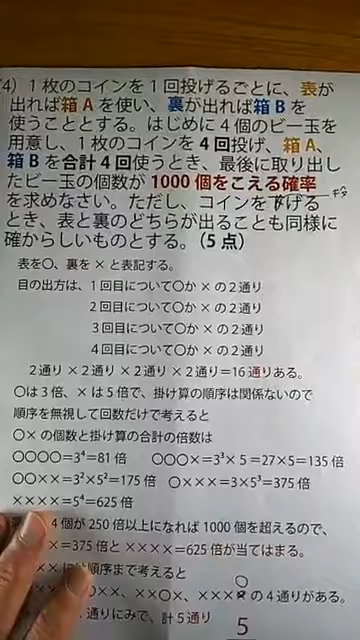 (4) 1枚のコインを1回投げるごとに、表が
出れば箱Aを使い、裏が出れば箱Bを
使うこととする。はじめに4個のビー玉を
用意し、1枚のコインを4回投げ、箱A、
箱Bを合計4回使うとき、最後に取り出し
たビー玉の個数が1000個をこえる確率
を求めなさい。ただし、コインを投げる
とき、表と裏のどちらが出ることも同様に
確からしいものとする。(5点)
表を〇、裏を×と表記する。
目の出方は、1回目について〇か×の2通り
2回目について〇か×の2通り
3回目について〇か×の2通り
4回目について〇か×の2通り
2通り×2通り×2通り×2通り=16通りある。
〇は3倍、×は5倍で、掛け算の順序は関係ないので
順序を無視して回数だけで考えると
〇×の個数と掛け算の合計の倍数は
〇〇〇〇=3⁴=81倍 〇〇〇×=3³×5=27×5=135倍
〇〇××=3²×5²=175倍 〇×××=3×5³=375倍
××××=5⁴=625倍
4個が250倍以上になれば1000個を超えるので、
×=375倍と××××=625倍が当てはまる。
順序まで考えると
〇××、××〇×、×××〇の4通りがある。
通りにみで、計5通り
5